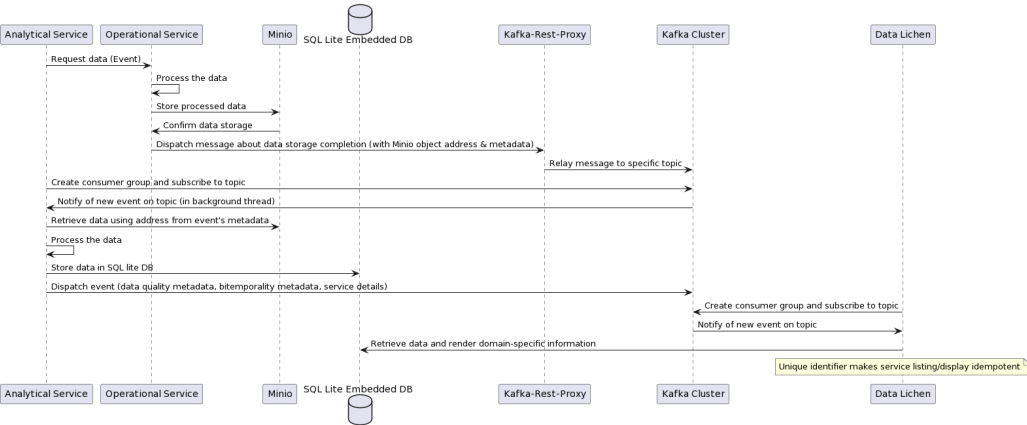 SQL Lite Embedded DB
Analytical Service
Operational Service
Minio
Kafka-Rest-Proxy
Kafka Cluster
Data Lichen
Request data (Event)
Process the data
Store processed data
Confirm data storage
Dispatch message about data storage completion (with Minio object address & metadata)
Relay message to specific topic
Create consumer group and subscribe to topic
Notify of new event on topic (in background thread)
Retrieve data using address from event's metadata
Process the data
Store data in SQL lite DB
Dispatch event (data quality metadata, bitemporality metadata, service details)
Create consumer group and subscribe to topic
Notify of new event on topic
Retrieve data and render domain-specific information
Unique identifier makes service listing/display idempotent
Analytical Service
Operational Service
Minio
SQL Lite Embedded DB
Kafka-Rest-Proxy
Kafka Cluster
Data Lichen